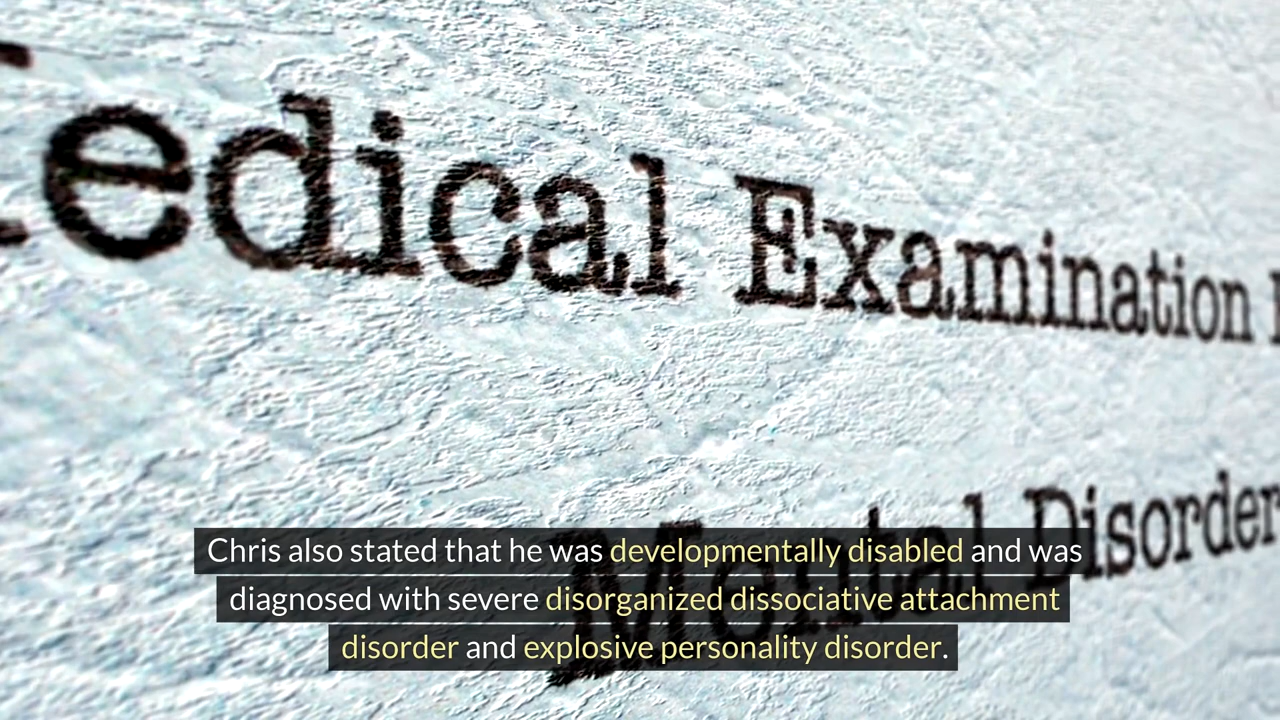 edical Examination
Mental Disorder
Chris also stated that he was developmentally disabled and was
diagnosed with severe disorganized dissociative attachment
disorder and explosive personality disorder.